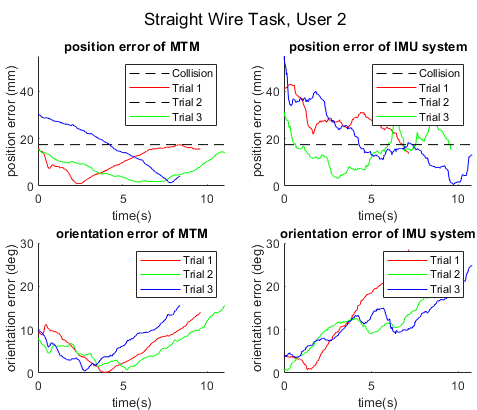 Straight Wire Task, User 2
position error of MTM
position error (mm)
40
20
0
0
5
10
time(s)
Collision
Trial 1
Trial 2
Trial 3
position error of IMU system
position error (mm)
40
20
0
0
5
10
time(s)
Collision
Trial 1
Trial 2
Trial 3
orientation error of MTM
orientation error (deg)
30
20
10
0
0
5
10
time(s)
Trial 1
Trial 2
Trial 3
orientation error of IMU system
orientation error (deg)
30
20
10
0
0
5
10
time(s)
Trial 1
Trial 2
Trial 3